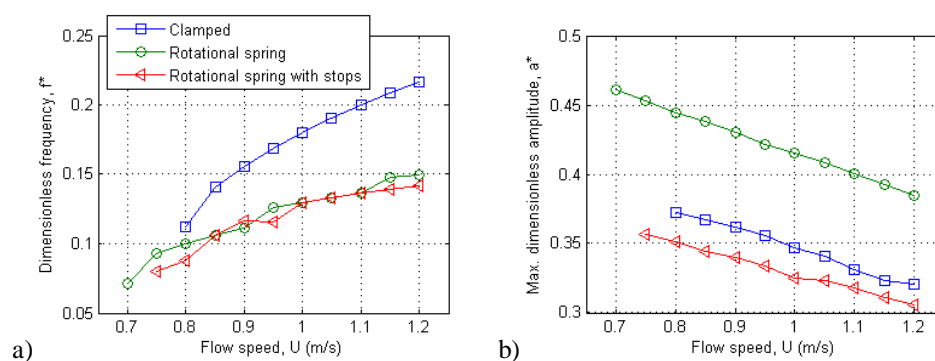 Clamped
Rotational spring
Rotational spring with stops
0.25
0.2
0.15
0.1
0.05
Dimensionless frequency, f*
0.7 0.8 0.9 1 1.1 1.2
Flow speed, U (m/s)
a)
0.5
0.45
0.4
0.35
0.3
Max. dimensionless amplitude, a*
0.7 0.8 0.9 1 1.1 1.2
Flow speed, U (m/s)
b)